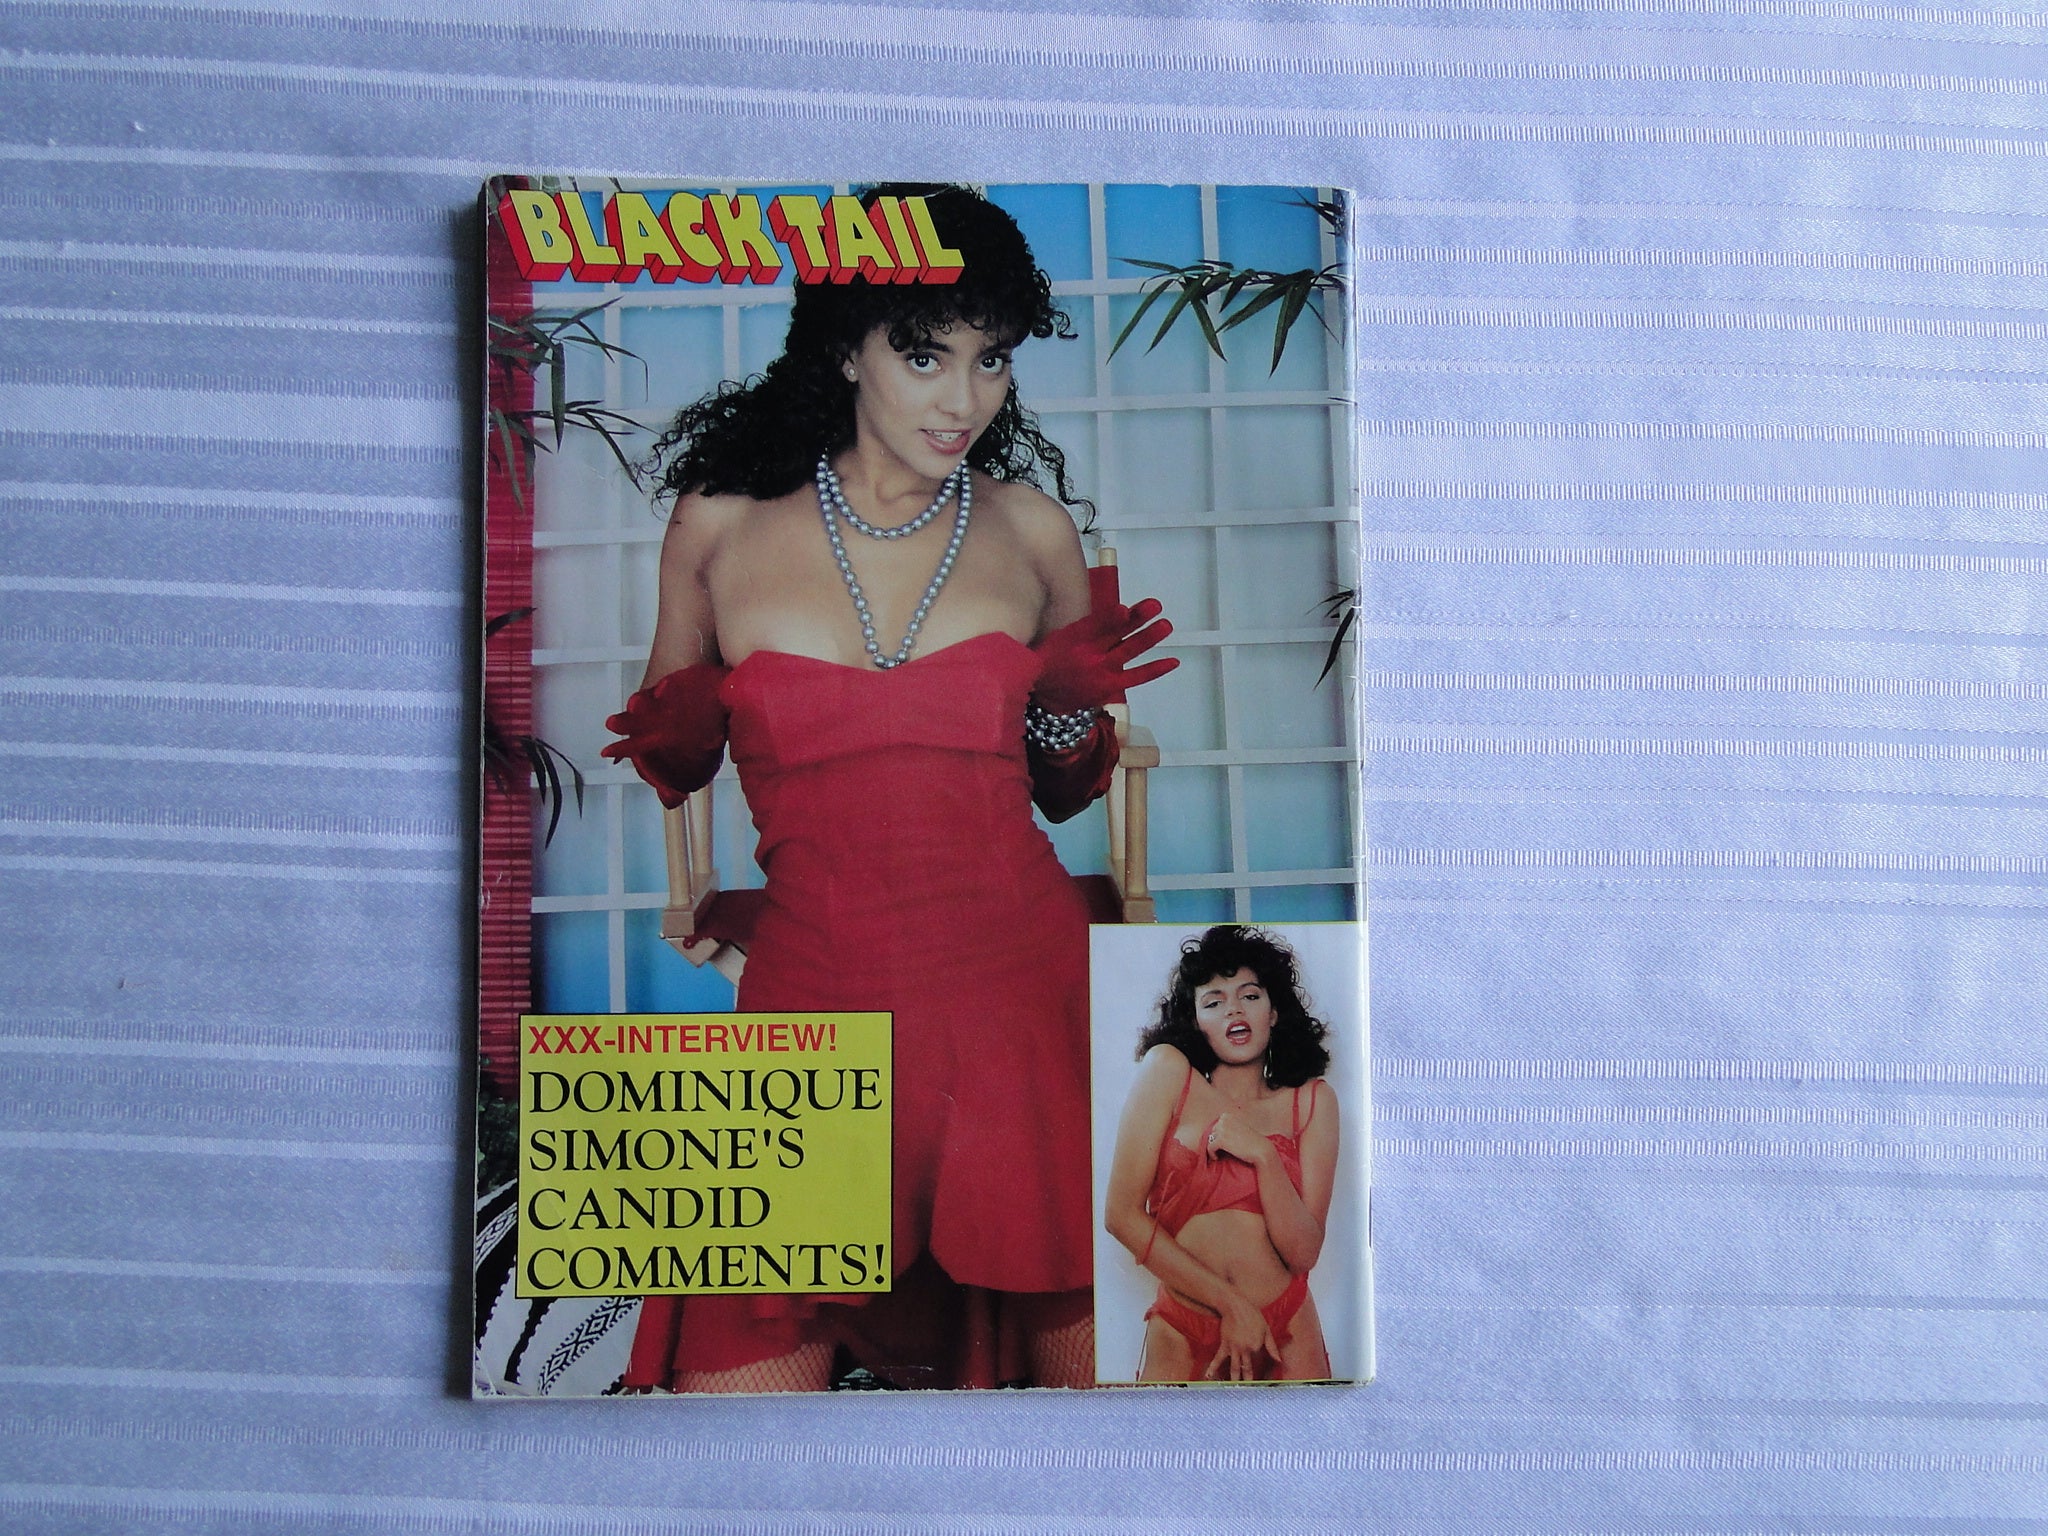 BLACK TAIL
XXX-INTERVIEW!
DOMINIQUE
SIMONE'S
CANDID
COMMENTS!